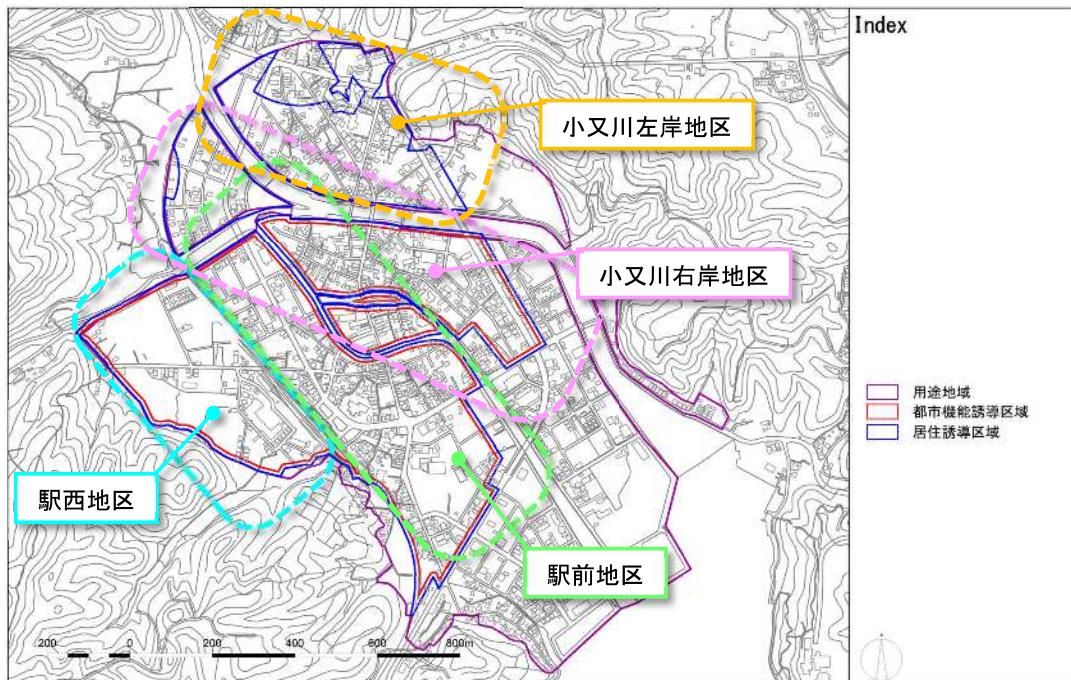 Index
小又川左岸地区
小又川右岸地区
用途地域
都市機能誘導区域
居住誘導区域
駅西地区
駅前地区
200 0 200 400 600 800m